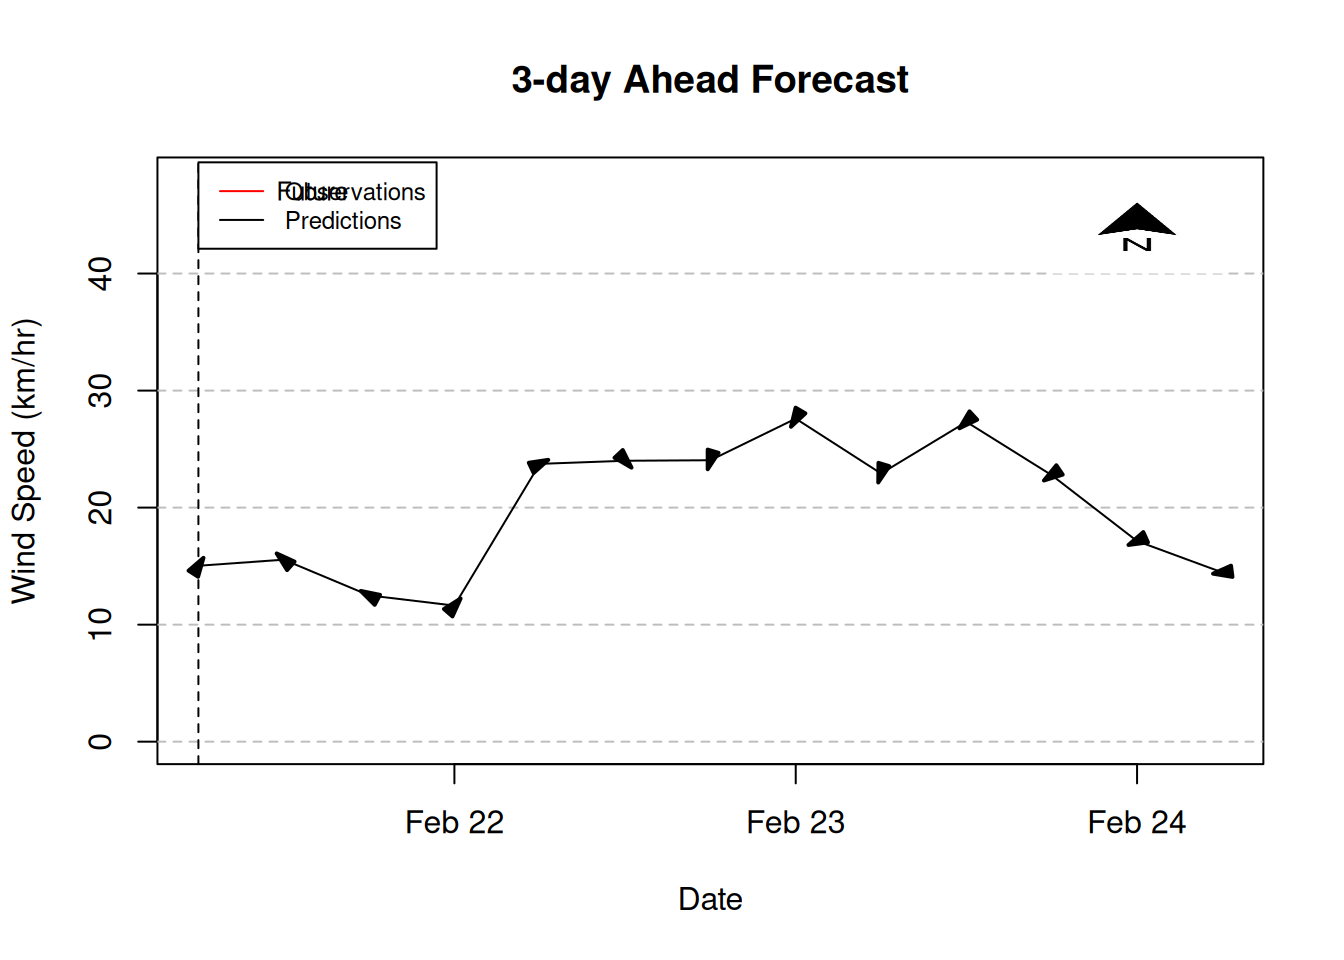 3-day Ahead Forecast
Future
Observations
Predictions
N
Wind Speed (km/hr)
40
30
20
10
0
Feb 22 Feb 23 Feb 24
Date